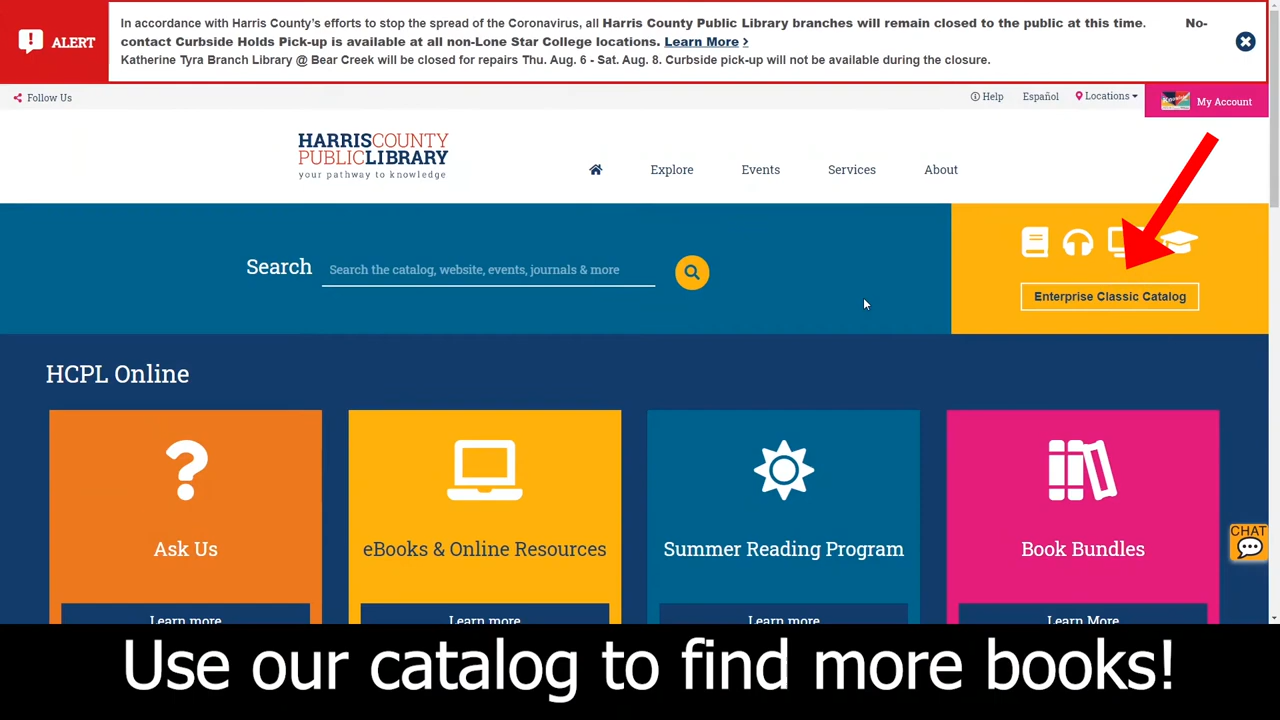 In accordance with Harris County's efforts to stop the spread of the Coronavirus, all Harris County Public Library branches will remain closed to the public at this time. No-
ALERT
contact Curbside Holds Pick-up is available at all non-Lone Star College locations. Learn More >
Katherine Tyra Branch Library @ Bear Creek will be closed for repairs Thu. Aug. 6 - Sat. Aug. 8. Curbside pick-up will not be available during the closure.
Follow Us
Help Español Locations My Account
HARRISCOUNTY
PUBLICLIBRARY
your pathway to knowledge
Explore Events Services About
Search Search the catalog, website, events, journals & more
Enterprise Classic Catalog
HCPL Online
CHAT
Ask Us eBooks & Online Resources Summer Reading Program Book Bundles
Learn more Learn more Learn more Learn More
Use our catalog to find more books!